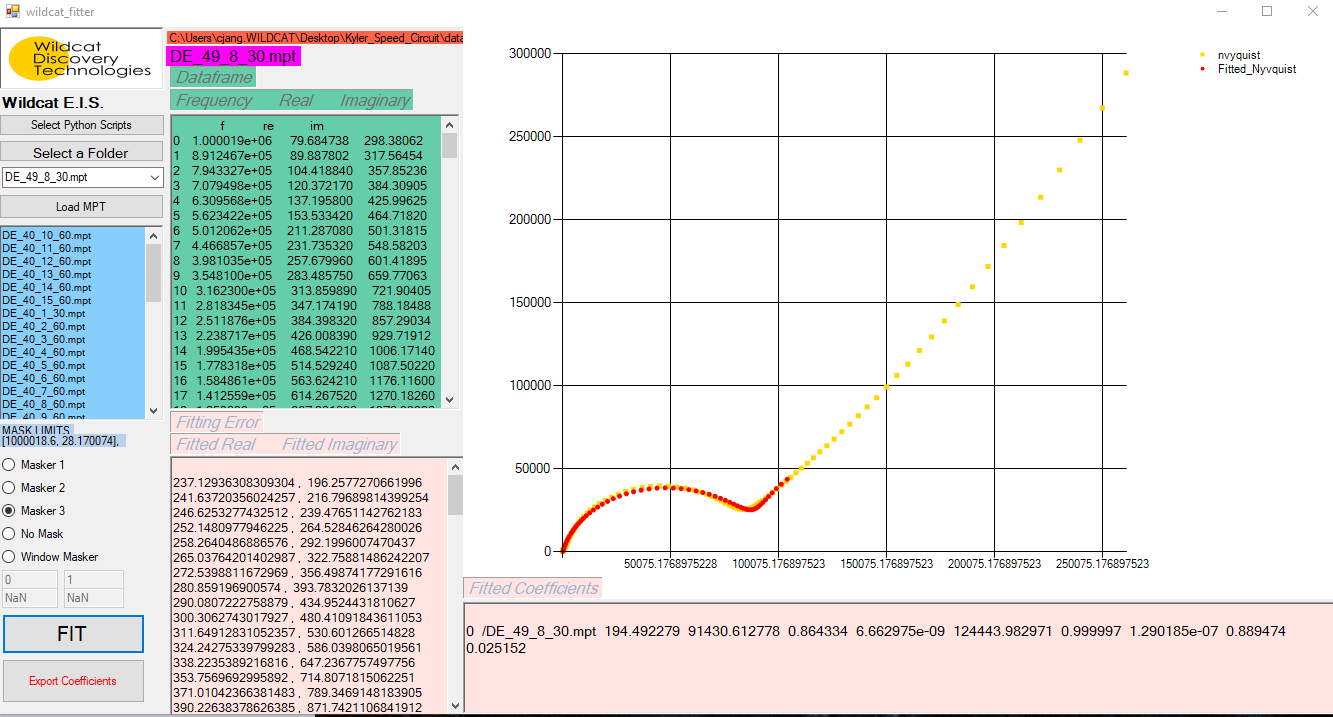 wildcat_fitter
Wildcat
Discovery
Technologies
Wildcat E.I.S.
Select Python Scripts
Select a Folder
DE_49_8_30.mpt
Load MPT
DE_40_10_60.mpt
DE_40_11_60.mpt
DE_40_12_60.mpt
DE_40_13_60.mpt
DE_40_14_60.mpt
DE_40_15_60.mpt
DE_40_1_30.mpt
DE_40_2_60.mpt
DE_40_3_60.mpt
DE_40_4_60.mpt
DE_40_5_60.mpt
DE_40_6_60.mpt
DE_40_7_60.mpt
DE_40_8_60.mpt
DE_40_9_60.mpt
MASK LIMITS
[1000018.6, 28.170074],
Masker 1
Masker 2
Masker 3
No Mask
Window Masker
0 1
NaN NaN
FIT
Export Coefficients
C:\Users\cjang.WILDCAT\Desktop\Kyler_Speed_Circuit\data
DE_49_8_30.mpt
Dataframe
Frequency Real Imaginary
f re im
0 1.000019e+06 79.684738 298.38062
1 8.912467e+05 89.887802 317.56454
2 7.943327e+05 104.418840 357.85236
3 7.079498e+05 120.372170 384.30905
4 6.309568e+05 137.195800 425.99625
5 5.623422e+05 153.533420 464.71820
6 5.012062e+05 211.287080 501.31815
7 4.466857e+05 231.735320 548.58203
8 3.981035e+05 257.679960 601.41895
9 3.548100e+05 283.485750 659.77063
10 3.162300e+05 313.859890 721.90405
11 2.818345e+05 347.174190 788.18488
12 2.511876e+05 384.398320 857.29034
13 2.238717e+05 426.008390 929.71912
14 1.995435e+05 468.542210 1006.17140
15 1.778318e+05 514.529240 1087.50220
16 1.584861e+05 563.624210 1176.11600
17 1.412559e+05 614.267520 1270.18260
Fitting Error
Fitted Real Fitted Imaginary
237.12936308309304 , 196.2577270661996
241.63720356024257 , 216.79689814399254
246.6253277432512 , 239.47651142762183
252.1480977946225 , 264.52846264280026
258.2640486886576 , 292.1996007470437
265.03764201402987 , 322.75881486242207
272.5398811672969 , 356.49874177291616
280.859196900574 , 393.7832026137139
290.0807222758879 , 434.9524431810627
300.3062743017927 , 480.41091843611053
311.64912831052357 , 530.601266514828
324.24275339799283 , 586.0398065019561
338.2235389216816 , 647.2367757497756
353.7569692995892 , 714.8071815062251
371.01042366381483 , 789.3469148183905
390.22638378626385 , 871.7421106841912
300000
250000
200000
150000
100000
50000
0
50075.1768975228 100075.176897523 150075.176897523 200075.176897523 250075.176897523
nvyquist
Fitted_Nyvquist
Fitted Coefficients
0 /DE_49_8_30.mpt 194.492279 91430.612778 0.864334 6.662975e-09 124443.982971 0.999997 1.290185e-07 0.889474
0.025152